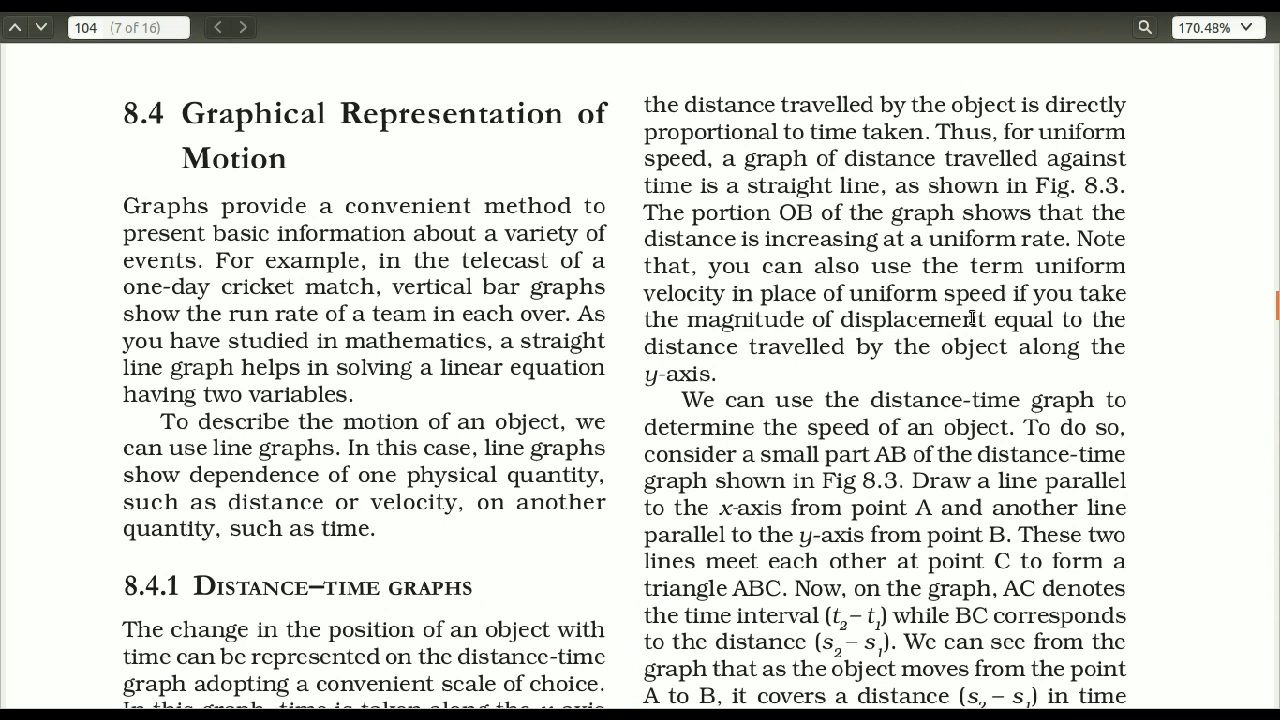 104 (7 of 16)
170.48%
8.4 Graphical Representation of
Motion
Graphs provide a convenient method to
present basic information about a variety of
events. For example, in the telecast of a
one-day cricket match, vertical bar graphs
show the run rate of a team in each over. As
you have studied in mathematics, a straight
line graph helps in solving a linear equation
having two variables.
To describe the motion of an object, we
can use line graphs. In this case, line graphs
show dependence of one physical quantity,
such as distance or velocity, on another
quantity, such as time.
8.4.1 DISTANCE–TIME GRAPHS
The change in the position of an object with
time can be represented on the distance-time
graph adopting a convenient scale of choice.
In this graph, time is taken along the x-axis
the distance travelled by the object is directly
proportional to time taken. Thus, for uniform
speed, a graph of distance travelled against
time is a straight line, as shown in Fig. 8.3.
The portion OB of the graph shows that the
distance is increasing at a uniform rate. Note
that, you can also use the term uniform
velocity in place of uniform speed if you take
the magnitude of displacement equal to the
distance travelled by the object along the
y-axis.
We can use the distance-time graph to
determine the speed of an object. To do so,
consider a small part AB of the distance-time
graph shown in Fig 8.3. Draw a line parallel
to the x-axis from point A and another line
parallel to the y-axis from point B. These two
lines meet each other at point C to form a
triangle ABC. Now, on the graph, AC denotes
the time interval (t₂ – t₁) while BC corresponds
to the distance (s₂ – s₁). We can see from the
graph that as the object moves from the point
A to B, it covers a distance (s₂ – s₁) in time